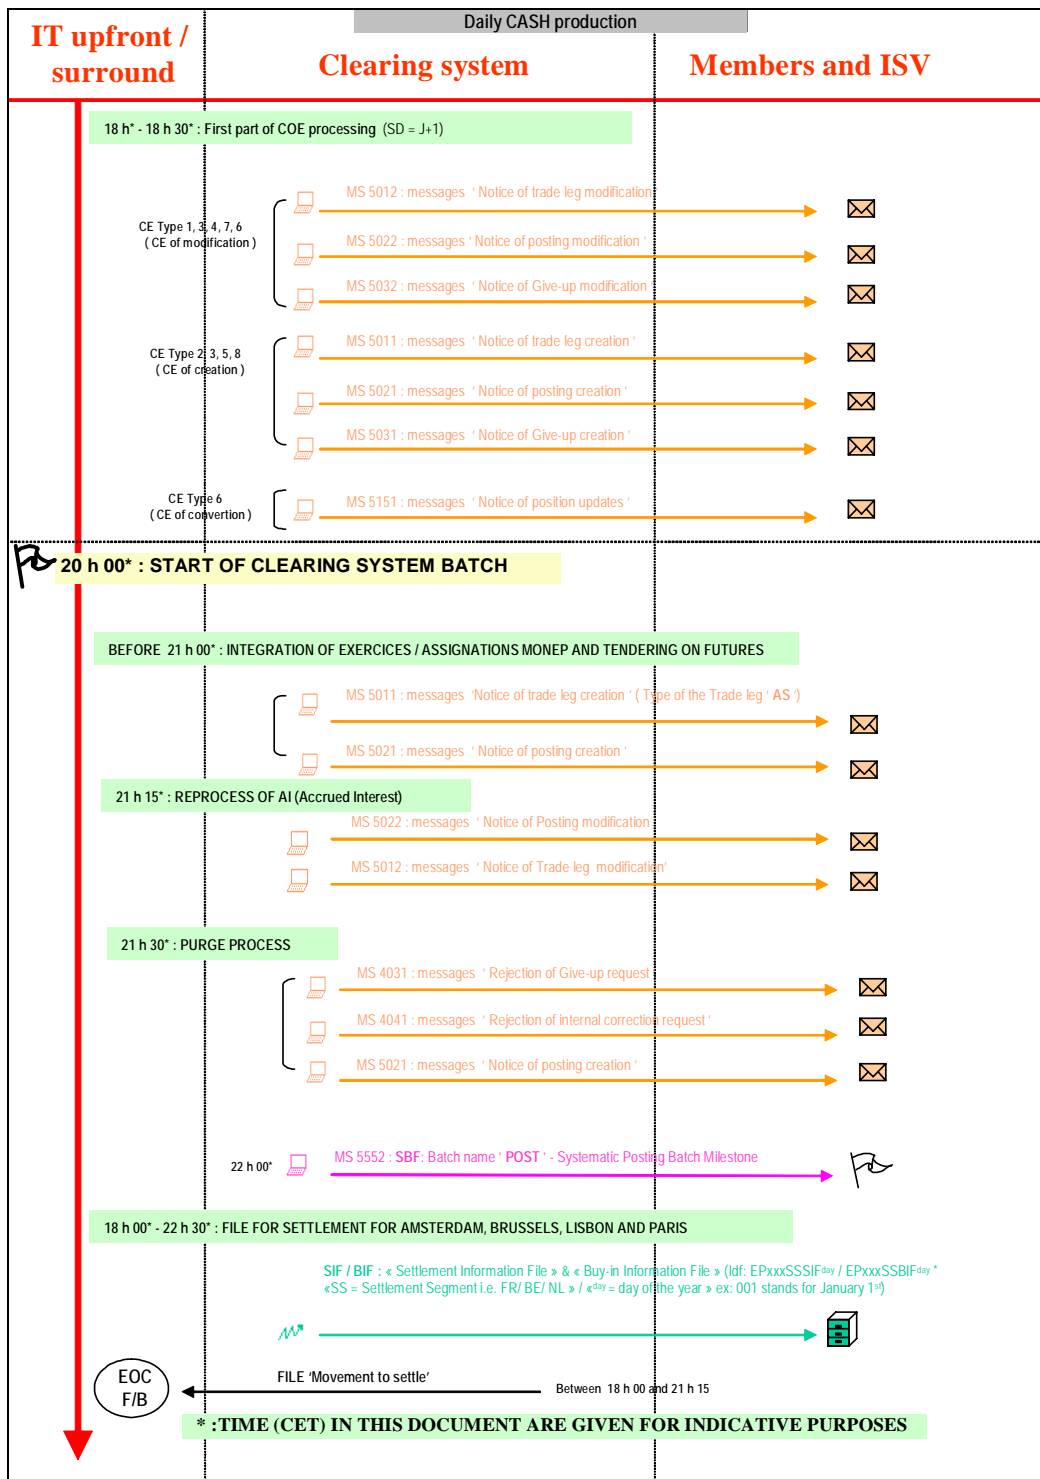 Daily CASH production
IT upfront /
surround
Clearing system
Members and ISV
18 h* - 18 h 30* : First part of COE processing (SD = J+1)
MS 5012 : messages ‘ Notice of trade leg modification ’
CE Type 1, 3, 4, 7, 6
( CE of modification )
MS 5022 : messages ‘ Notice of posting modification ’
MS 5032 : messages ‘ Notice of Give-up modification ’
MS 5011 : messages ‘ Notice of trade leg creation ’
CE Type 2, 3, 5, 8
( CE of creation )
MS 5021 : messages ‘ Notice of posting creation ’
MS 5031 : messages ‘ Notice of Give-up creation ’
CE Type 6
( CE of convertion )
MS 5151 : messages ‘ Notice of position updates ’
20 h 00* : START OF CLEARING SYSTEM BATCH
BEFORE 21 h 00* : INTEGRATION OF EXERCICES / ASSIGNATIONS MONEP AND TENDERING ON FUTURES
MS 5011 : messages ‘Notice of trade leg creation ’ ( Type of the Trade leg ‘ AS ’)
MS 5021 : messages ‘ Notice of posting creation ’
21 h 15* : REPROCESS OF AI (Accrued Interest)
MS 5022 : messages ‘ Notice of Posting modification
MS 5012 : messages ‘ Notice of Trade leg modification’
21 h 30* : PURGE PROCESS
MS 4031 : messages ‘ Rejection of Give-up request
MS 4041 : messages ‘ Rejection of internal correction request ’
MS 5021 : messages ‘ Notice of posting creation ’
22 h 00*
MS 5552 : SBF: Batch name ‘ POST ’ - Systematic Posting Batch Milestone
18 h 00* - 22 h 30* : FILE FOR SETTLEMENT FOR AMSTERDAM, BRUSSELS, LISBON AND PARIS
SIF / BIF : « Settlement Information File » & « Buy-in Information File » (Idf: EPxxxSSSIFday / EPxxxSSBIFday *
«SS = Settlement Segment i.e. FR/ BE/ NL » / «day = day of the year » ex: 001 stands for January 1st)
EOC
F/B
FILE ‘Movement to settle’
Between 18 h 00 and 21 h 15
* :TIME (CET) IN THIS DOCUMENT ARE GIVEN FOR INDICATIVE PURPOSES